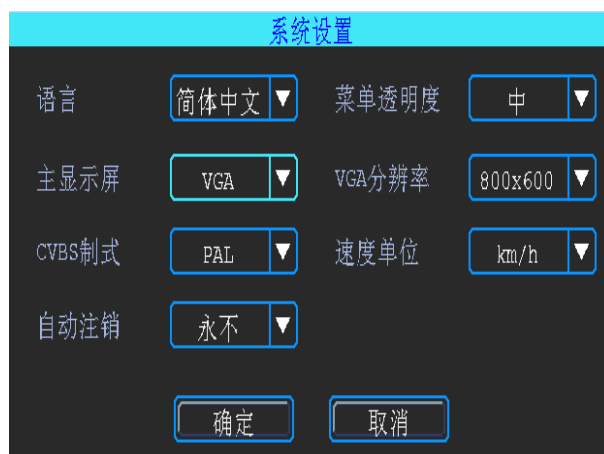 系统设置
语言 简体中文 菜单透明度 中
主显示屏 VGA VGA分辨率 800x600
CVBS制式 PAL 速度单位 km/h
自动注销 永不
确定 取消